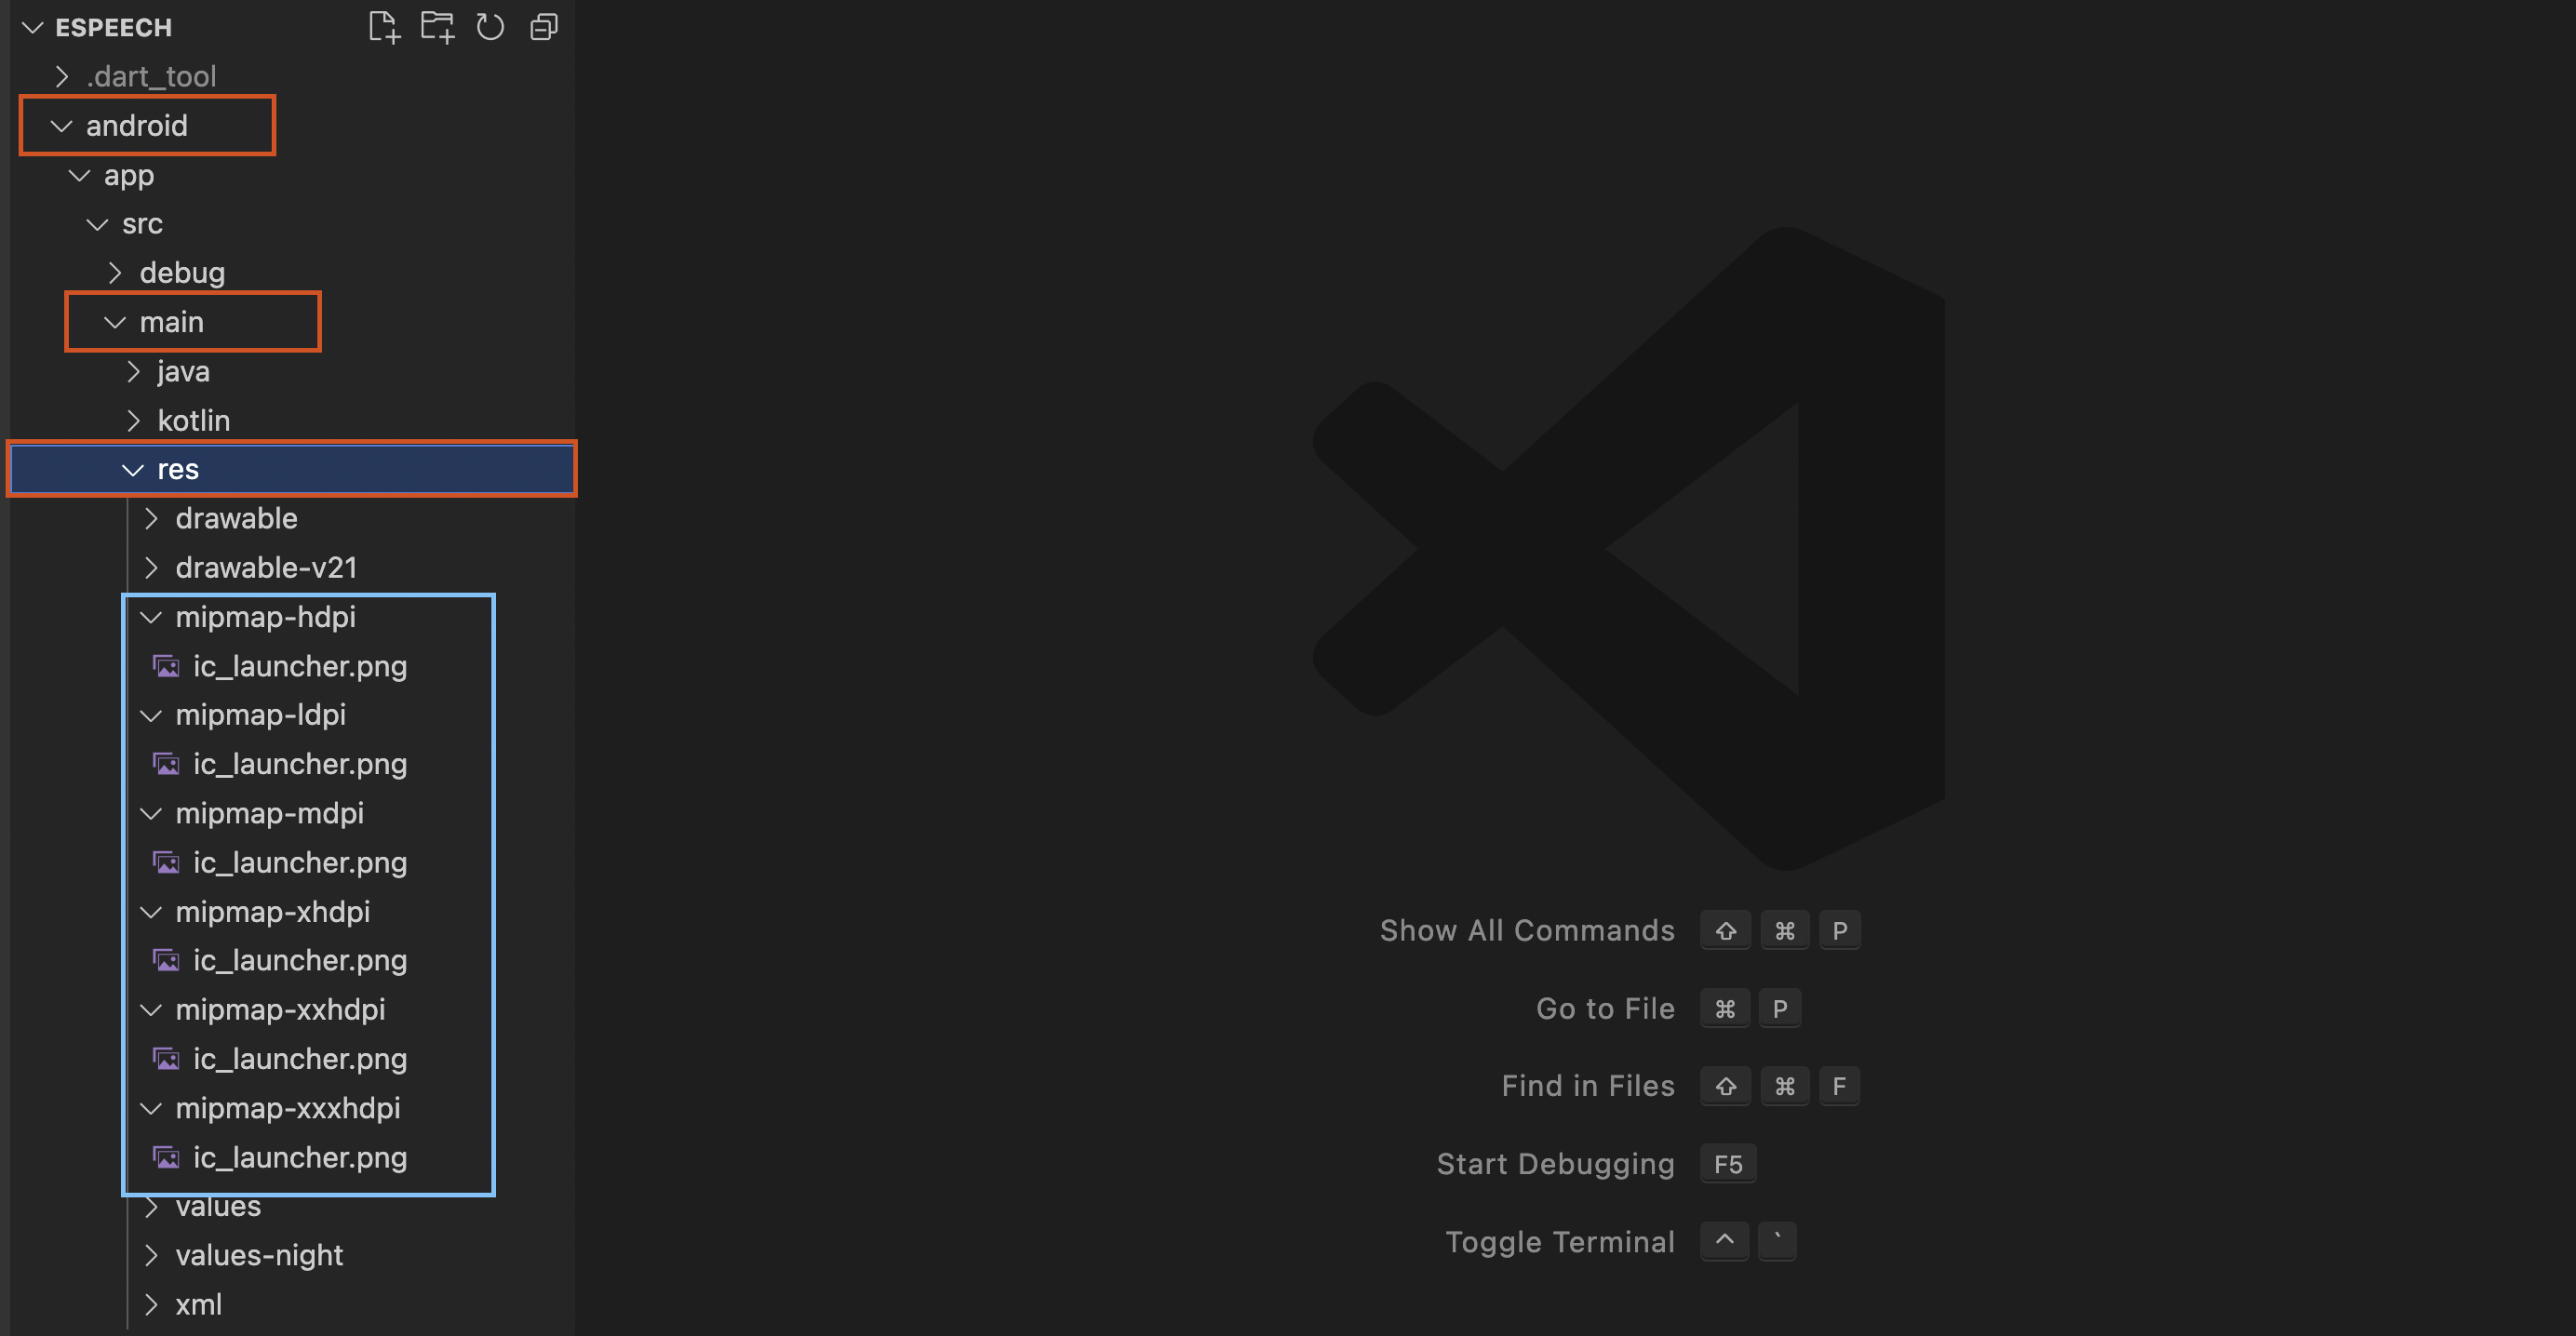 ESPEECH
.dart_tool
android
app
src
debug
main
java
kotlin
res
drawable
drawable-v21
mipmap-hdpi
ic_launcher.png
mipmap-ldpi
ic_launcher.png
mipmap-mdpi
ic_launcher.png
mipmap-xhdpi
ic_launcher.png
mipmap-xxhdpi
ic_launcher.png
mipmap-xxxhdpi
ic_launcher.png
values
values-night
xml
Show All Commands ⇧ ⌘ P
Go to File ⌘ P
Find in Files ⇧ ⌘ F
Start Debugging F5
Toggle Terminal ^ `